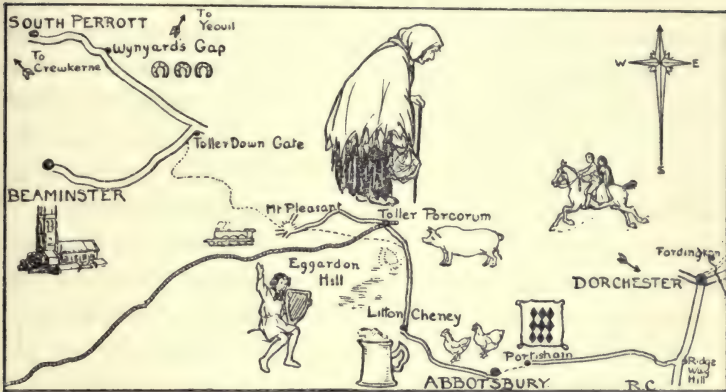 SOUTH PERROTT
To
Yeovil
Wynyard's Gap
To
Crewkerne
W E
S
Toller Down Gate
BEAMINSTER
Mt Pleasant
Toller Porcorum
Eggardon
Hill
Fordington
DORCHESTER
Litton Cheney
Portisham
ABBOTSBURY
Ridge
Way
Hill
R.C.